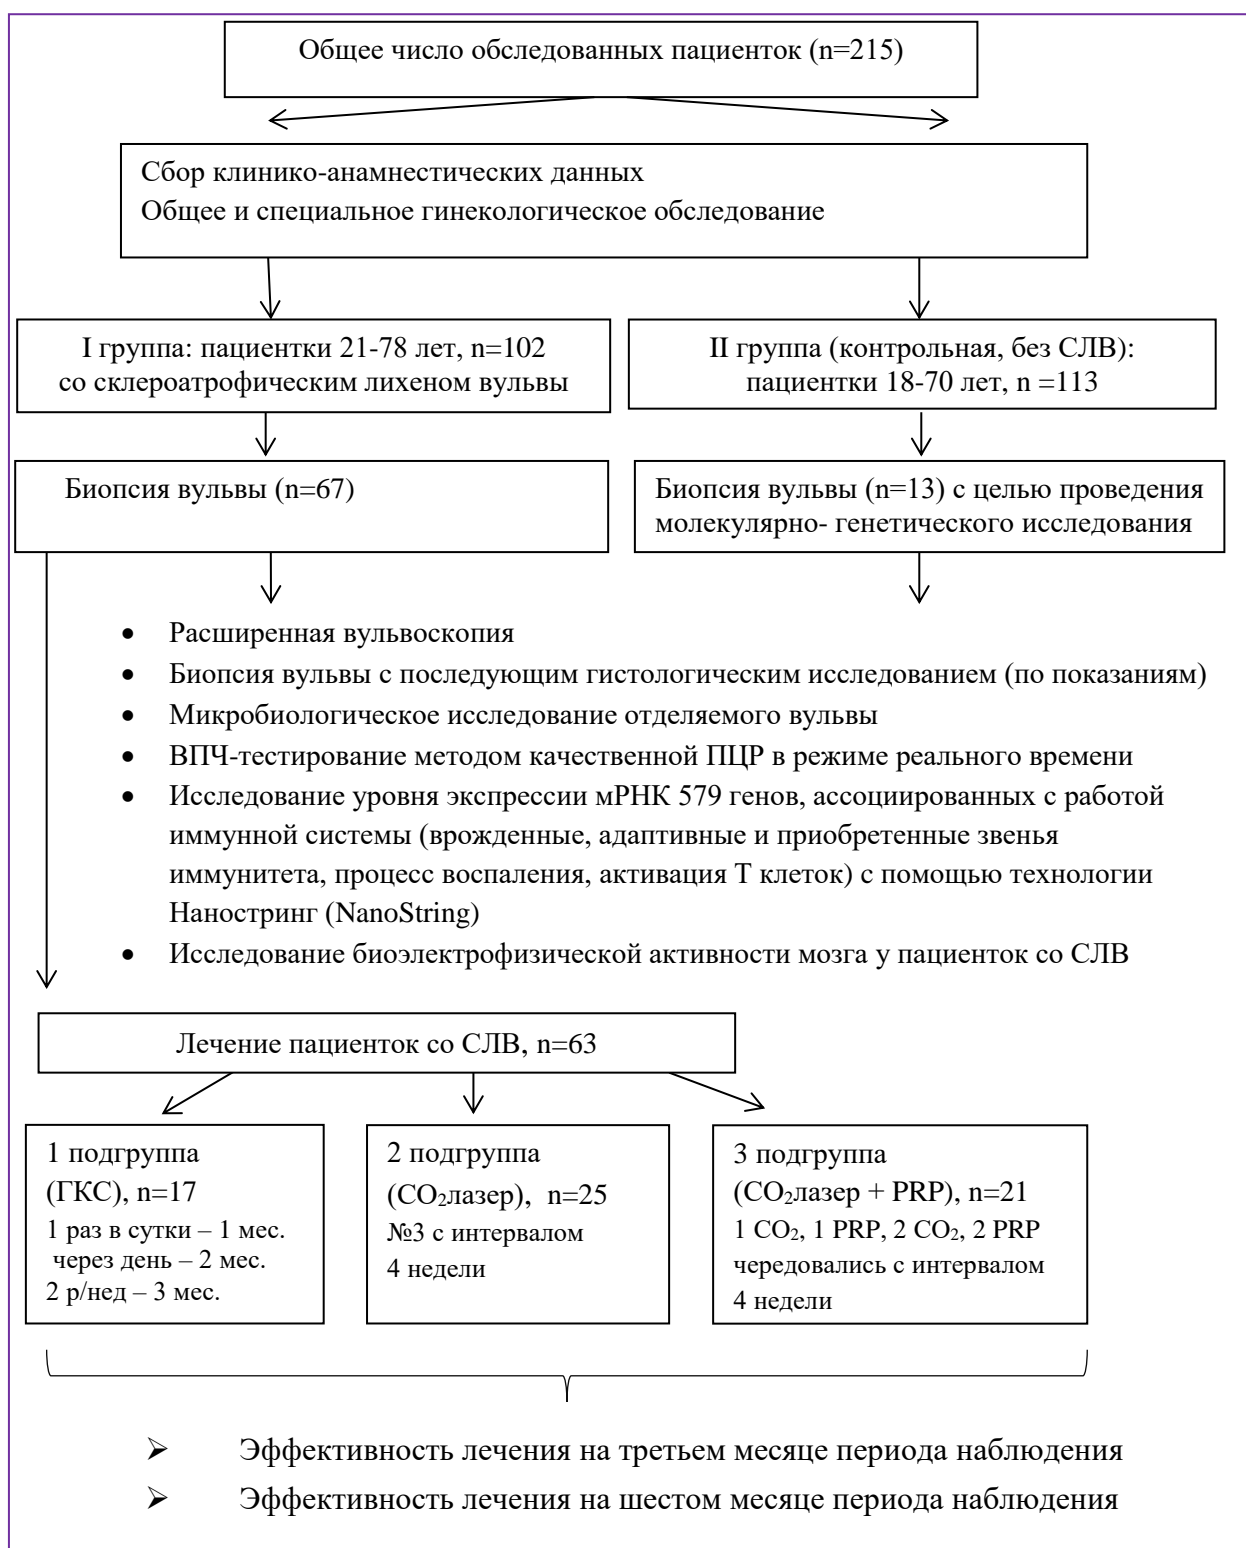 Общее число обследованных пациенток (n=215)
Сбор клинико-анамнестических данных
Общее и специальное гинекологическое обследование
I группа: пациентки 21-78 лет, n=102
со склероатрофическим лихеном вульвы
II группа (контрольная, без СЛВ):
пациентки 18-70 лет, n =113
Биопсия вульвы (n=67)
Биопсия вульвы (n=13) с целью проведения
молекулярно- генетического исследования
• Расширенная вульвоскопия
• Биопсия вульвы с последующим гистологическим исследованием (по показаниям)
• Микробиологическое исследование отделяемого вульвы
• ВПЧ-тестирование методом качественной ПЦР в режиме реального времени
• Исследование уровня экспрессии мРНК 579 генов, ассоциированных с работой
иммунной системы (врожденные, адаптивные и приобретенные звенья
иммунитета, процесс воспаления, активация Т клеток) с помощью технологии
Наностринг (NanoString)
• Исследование биоэлектрофизической активности мозга у пациенток со СЛВ
Лечение пациенток со СЛВ, n=63
1 подгруппа
(ГКС), n=17
1 раз в сутки – 1 мес.
через день – 2 мес.
2 р/нед – 3 мес.
2 подгруппа
(CO₂лазер), n=25
№3 с интервалом
4 недели
3 подгруппа
(CO₂лазер + PRP), n=21
1 CO₂, 1 PRP, 2 CO₂, 2 PRP
чередовались с интервалом
4 недели
➢ Эффективность лечения на третьем месяце периода наблюдения
➢ Эффективность лечения на шестом месяце периода наблюдения